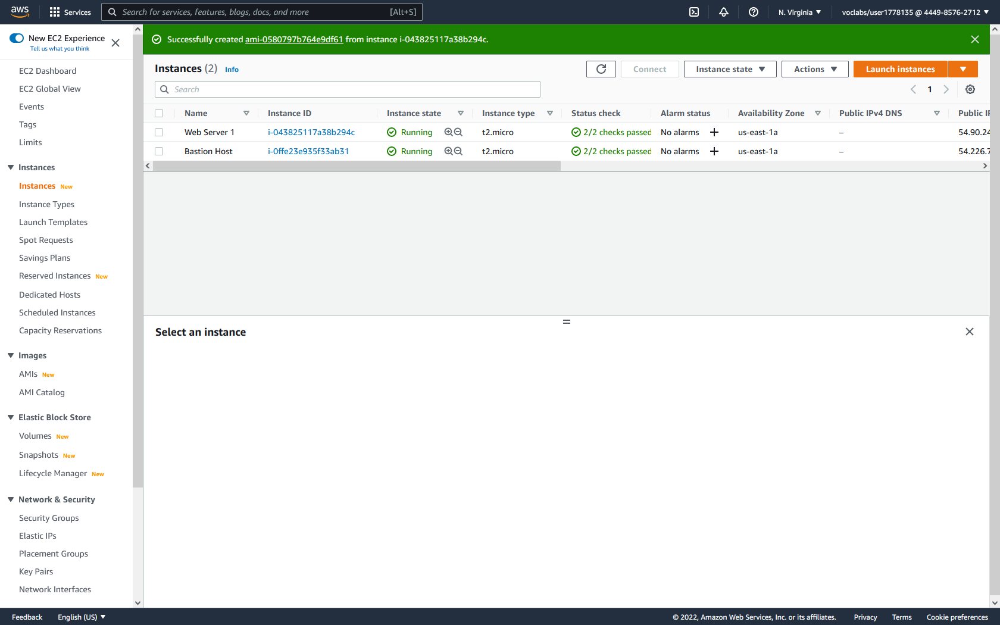 aws Services Search for services, features, blogs, docs, and more [Alt+S] N. Virginia voclabs/user1778135 @ 4449-8576-2712
New EC2 Experience
Tell us what you think
EC2 Dashboard
EC2 Global View
Events
Tags
Limits
Instances
Instances New
Instance Types
Launch Templates
Spot Requests
Savings Plans
Reserved Instances New
Dedicated Hosts
Scheduled Instances
Capacity Reservations
Images
AMIs New
AMI Catalog
Elastic Block Store
Volumes New
Snapshots New
Lifecycle Manager New
Network & Security
Security Groups
Elastic IPs
Placement Groups
Key Pairs
Network Interfaces
Successfully created ami-0580797b764e9df61 from instance i-043825117a38b294c.
Instances (2) Info Connect Instance state Actions Launch instances
Search 1
Name Instance ID Instance state Instance type Status check Alarm status Availability Zone Public IPv4 DNS Public
Web Server 1 i-043825117a38b294c Running t2.micro 2/2 checks passed No alarms + us-east-1a – 54.90.24
Bastion Host i-0ffe23e935f33ab31 Running t2.micro 2/2 checks passed No alarms + us-east-1a – 54.226.7
Select an instance
Feedback English (US) © 2022, Amazon Web Services, Inc. or its affiliates. Privacy Terms Cookie preferences